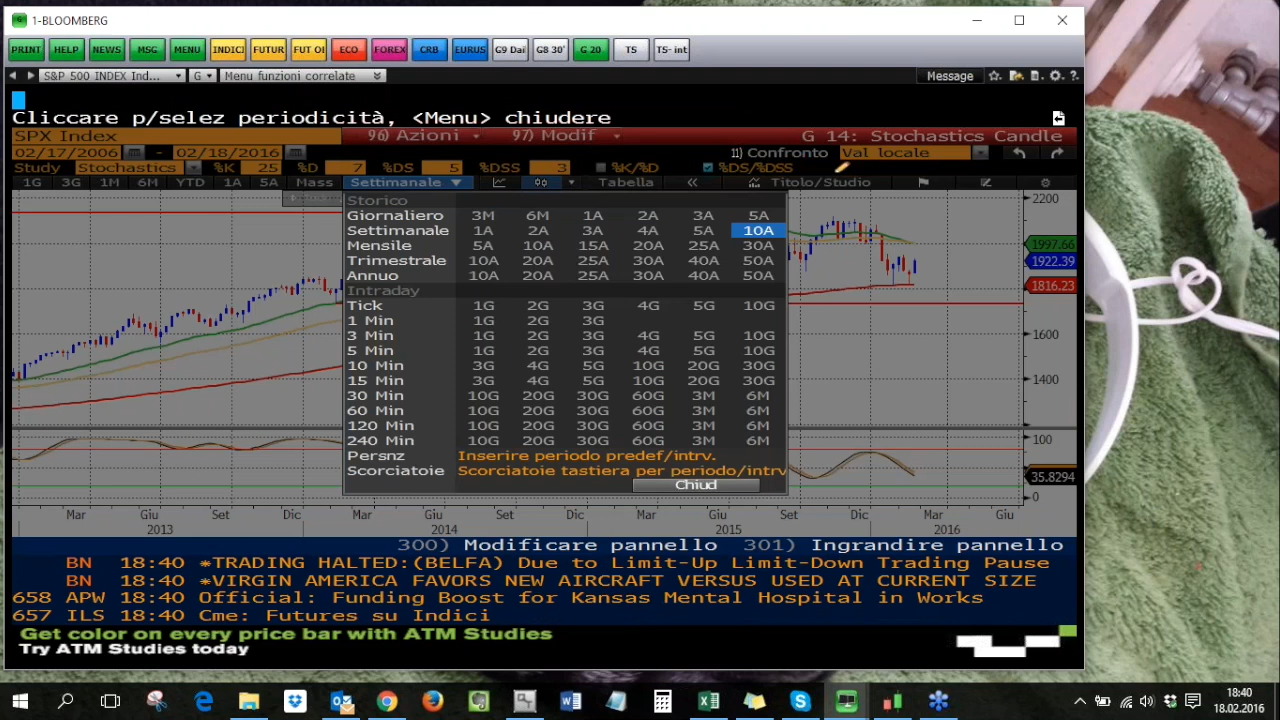 1-BLOOMBERG
PRINT HELP NEWS MSG MENU INDICI FUTUR FUT OI ECO FOREX CRB EURUS G9 Dai G8 30' G 20 T5 T5- int
S&P 500 INDEX Ind... G Menu funzioni correlate Message
Cliccare p/selez periodicità, <Menu> chiudere
SPX Index 96) Azioni 97) Modif G 14: Stochastics Candle
02/17/2006 - 02/18/2016 11) Confronto Val locale
Study Stochastics %K 25 %D 7 %DS 5 %DSS 3 %K/%D %DS/%DSS
1G 3G 1M 6M YTD 1A 5A Mass Settimanale Tabella Titolo/Studio
Storico
Giornaliero 3M 6M 1A 2A 3A 5A
Settimanale 1A 2A 3A 4A 5A 10A
Mensile 5A 10A 15A 20A 25A 30A
Trimestrale 10A 20A 25A 30A 40A 50A
Annuo 10A 20A 25A 30A 40A 50A
Intraday
Tick 1G 2G 3G 4G 5G 10G
1 Min 1G 2G 3G
3 Min 1G 2G 3G 4G 5G 10G
5 Min 1G 2G 3G 4G 5G 10G
10 Min 3G 4G 5G 10G 20G 30G
15 Min 3G 4G 5G 10G 20G 30G
30 Min 10G 20G 30G 60G 3M 6M
60 Min 10G 20G 30G 60G 3M 6M
120 Min 10G 20G 30G 60G 3M 6M
240 Min 10G 20G 30G 60G 3M 6M
Persnz Inserire periodo predef/intrv.
Scorciatoie Scorciatoie tastiera per periodo/intrv
Chiud
2200
1997.66
1922.39
1816.23
1600
1400
100
35.8294
0
Mar Giu Set Dic Mar Giu Set Dic Mar Giu Set Dic Mar Giu
2013 2014 2015 2016
300) Modificare pannello 301) Ingrandire pannello
BN 18:40 *TRADING HALTED:(BELFA) Due to Limit-Up Limit-Down Trading Pause
BN 18:40 *VIRGIN AMERICA FAVORS NEW AIRCRAFT VERSUS USED AT CURRENT SIZE
658 APW 18:40 Official: Funding Boost for Kansas Mental Hospital in Works
657 ILS 18:40 Cme: Futures su Indici
Get color on every price bar with ATM Studies
Try ATM Studies today
18:40
18.02.2016